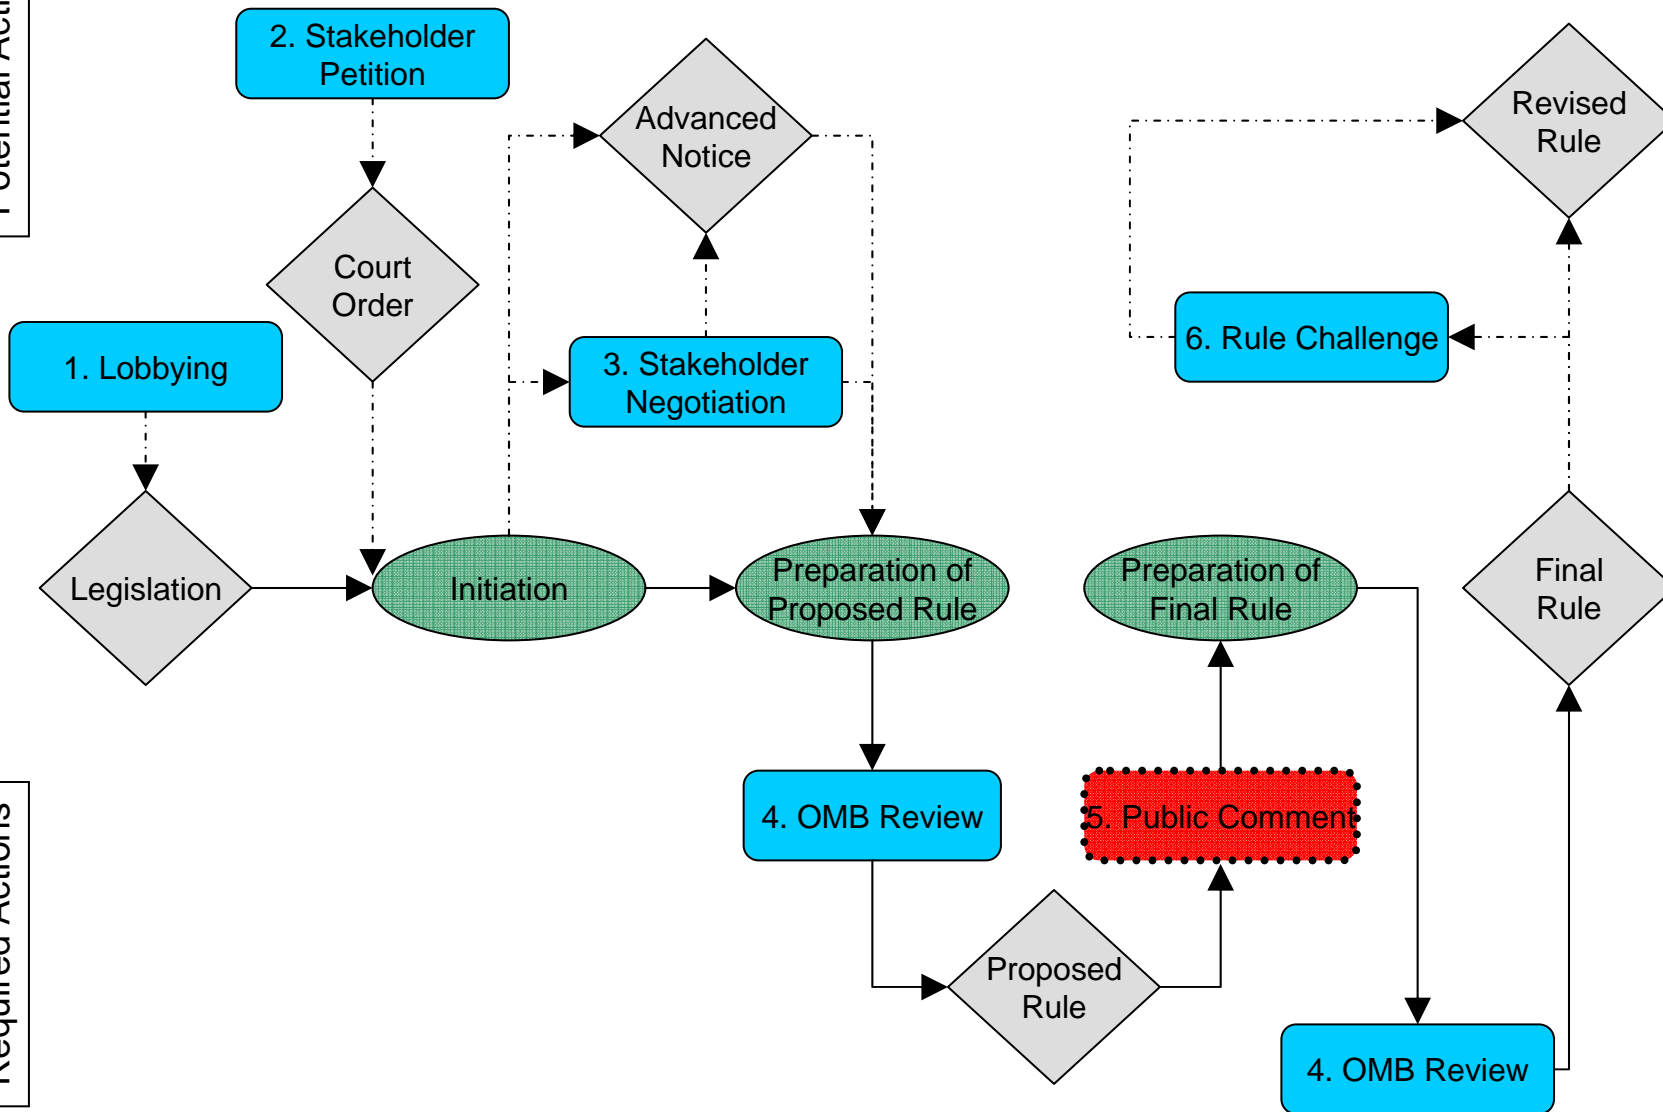 2. Stakeholder
Petition
Advanced
Notice
Revised
Rule
Court
Order
1. Lobbying
3. Stakeholder
Negotiation
6. Rule Challenge
Legislation
Initiation
Preparation of
Proposed Rule
Preparation of
Final Rule
Final
Rule
4. OMB Review
5. Public Comment
Proposed
Rule
4. OMB Review
Potential
Required Actions